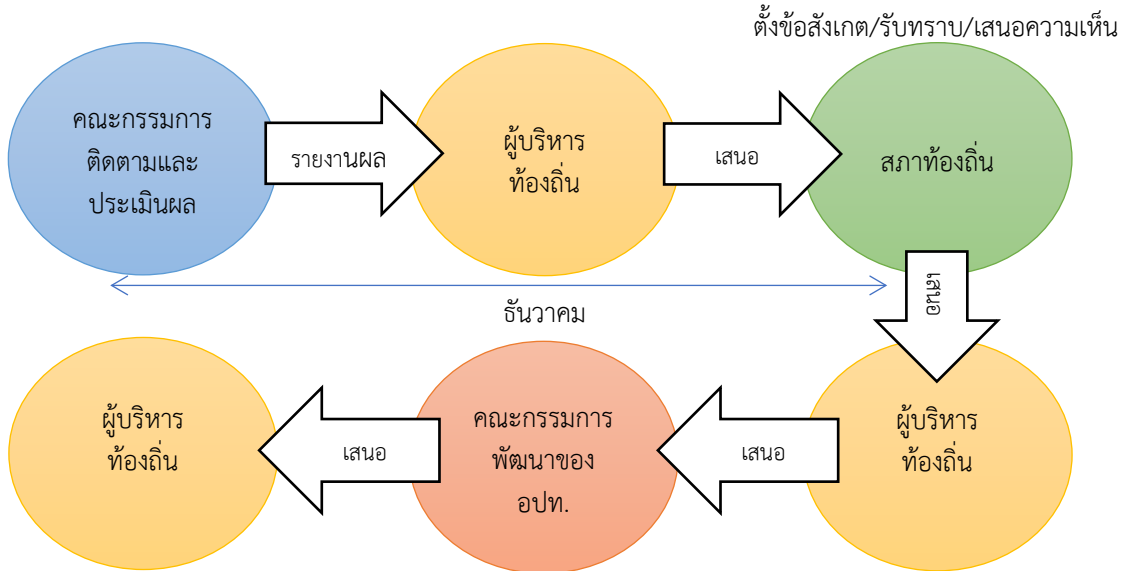 ตั้งข้อสังเกต/รับทราบ/เสนอความเห็น
คณะกรรมการ
ติดตามและ
ประเมินผล
รายงานผล
ผู้บริหาร
ท้องถิ่น
เสนอ
สภาท้องถิ่น
เสนอ
ธันวาคม
ผู้บริหาร
ท้องถิ่น
เสนอ
คณะกรรมการ
พัฒนาของ
อปท.
เสนอ
ผู้บริหาร
ท้องถิ่น